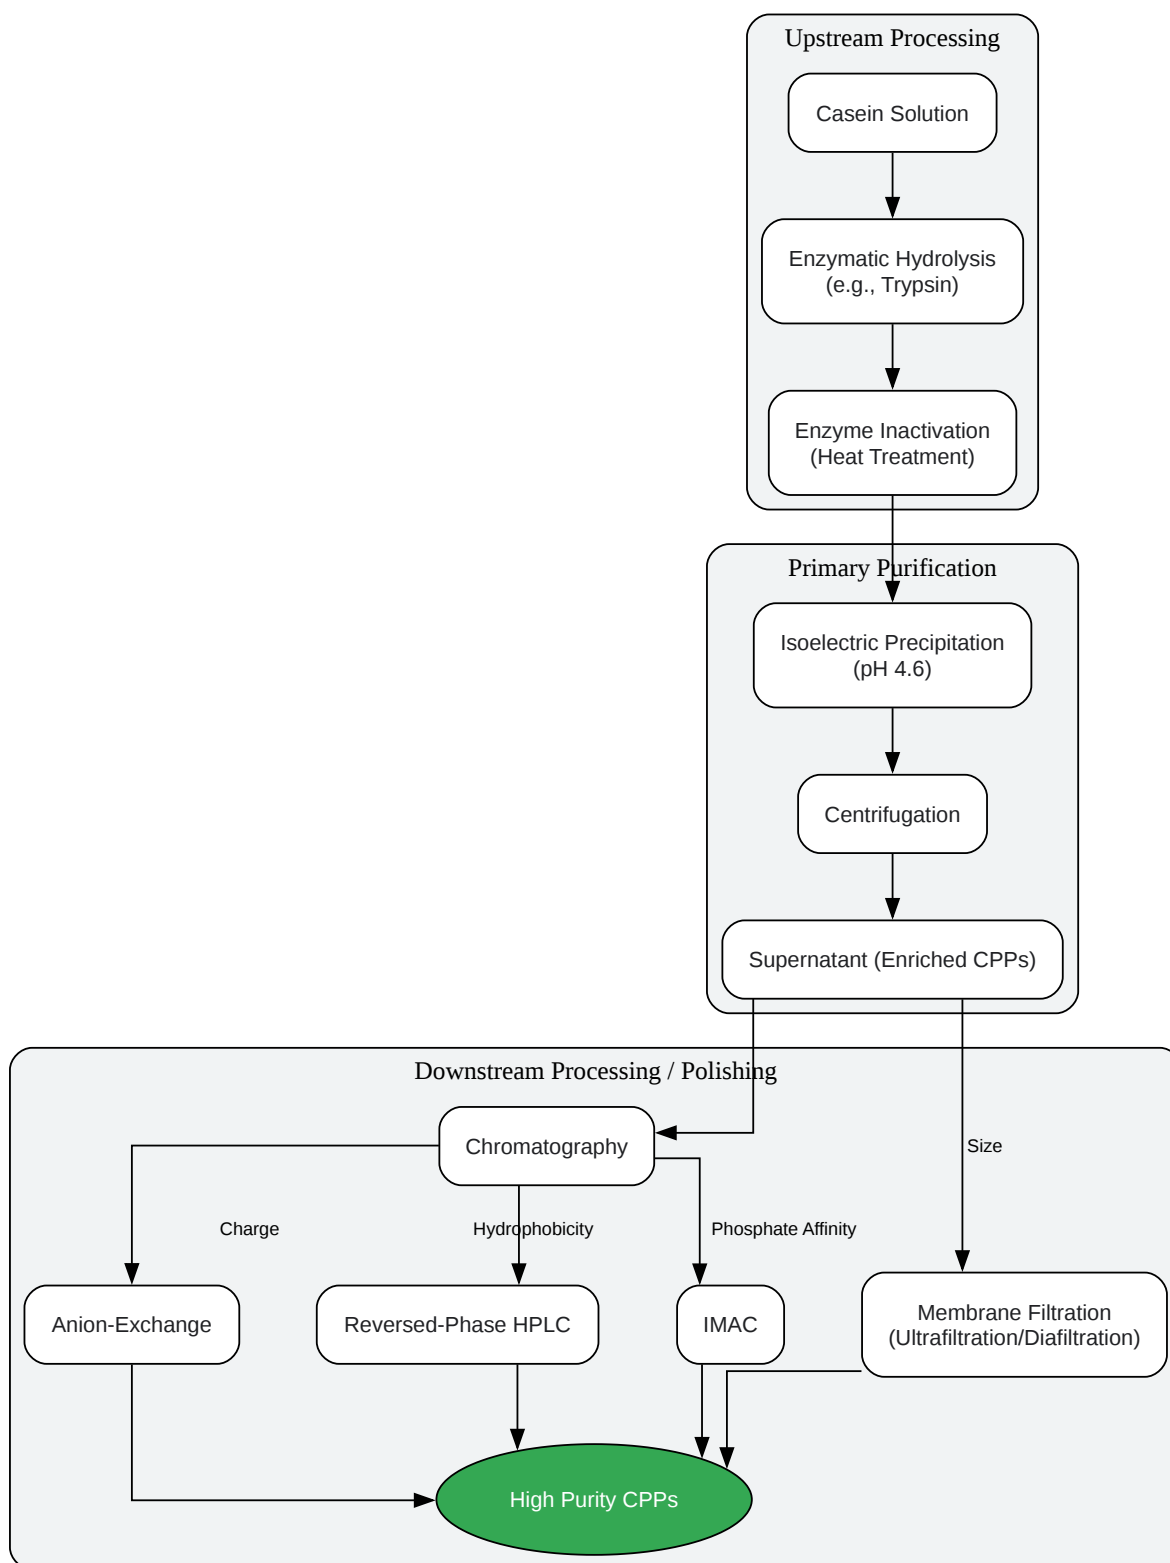 Upstream Processing
Casein Solution
Enzymatic Hydrolysis
(e.g., Trypsin)
Enzyme Inactivation
(Heat Treatment)
Primary Purification
Isoelectric Precipitation
(pH 4.6)
Centrifugation
Supernatant (Enriched CPPs)
Downstream Processing / Polishing
Chromatography
Size
Charge
Hydrophobicity
Phosphate Affinity
Anion-Exchange
Reversed-Phase HPLC
IMAC
Membrane Filtration
(Ultrafiltration/Diafiltration)
High Purity CPPs